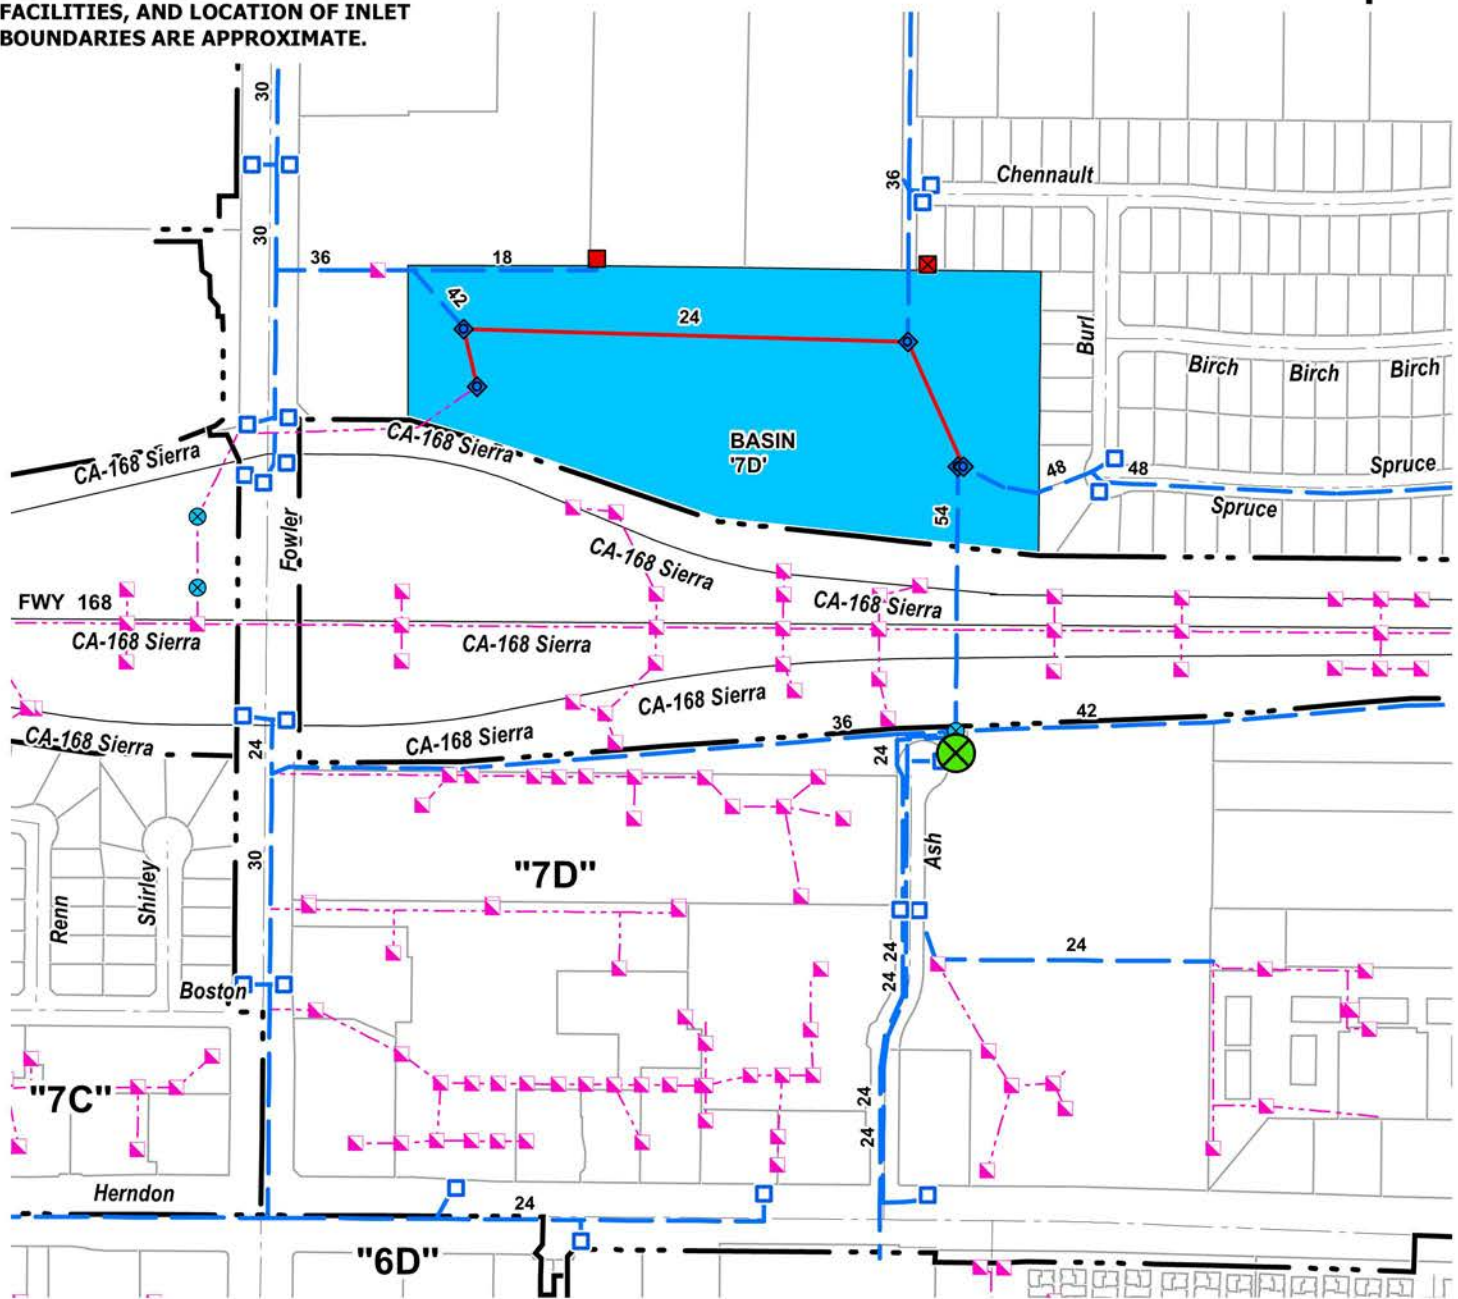 FACILITIES, AND LOCATION OF INLET
BOUNDARIES ARE APPROXIMATE.
30
36
Chennault
30
36
18
42
24
Burl
Birch
Birch
Birch
BASIN
'7D'
CA-168 Sierra
CA-168 Sierra
48
48
Spruce
Spruce
54
Fowler
CA-168 Sierra
FWY 168
CA-168 Sierra
CA-168 Sierra
CA-168 Sierra
CA-168 Sierra
36
42
CA-168 Sierra
CA-168 Sierra
24
24
Ash
30
"7D"
Renn
Shirley
24
24
24
Boston
"7C"
24
24
Herndon
24
"6D"